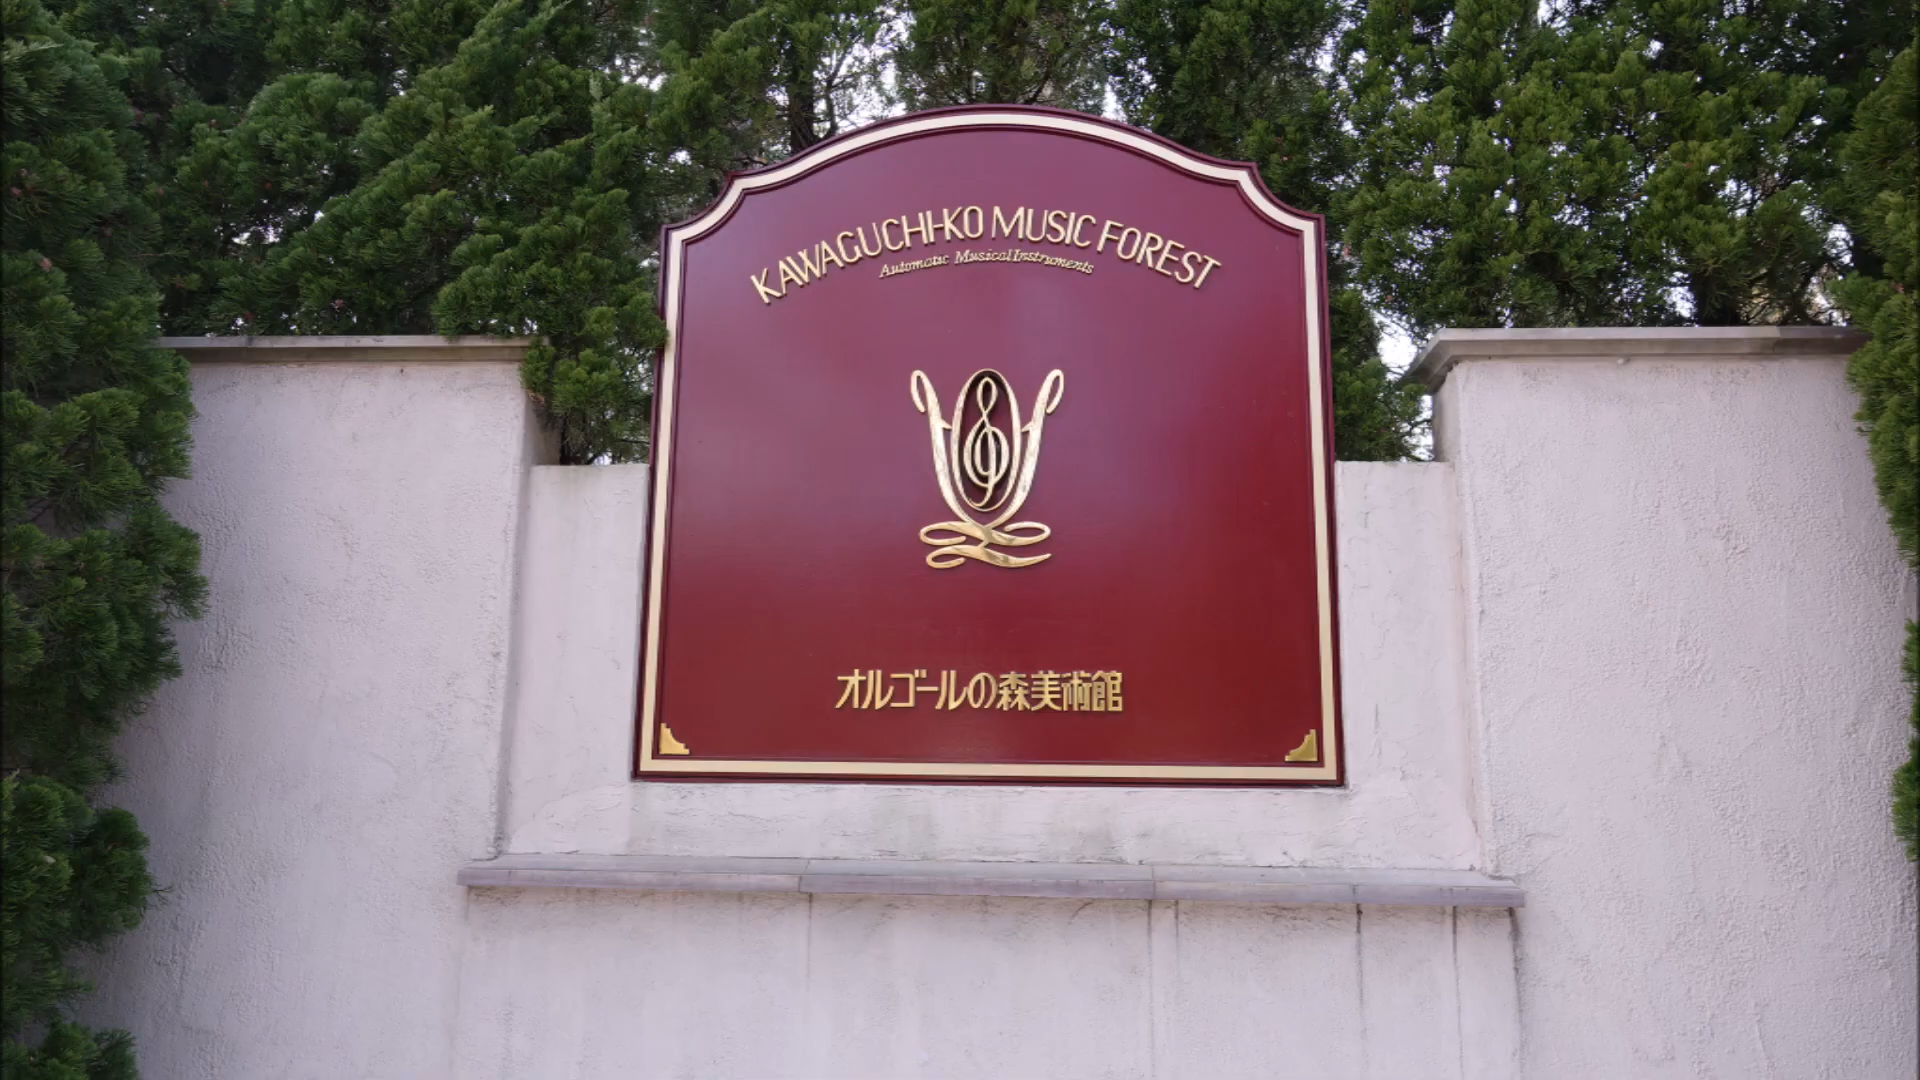 KAWAGUCHI-KO MUSIC FOREST
Automatic Musical Instruments
オルゴールの森美術館